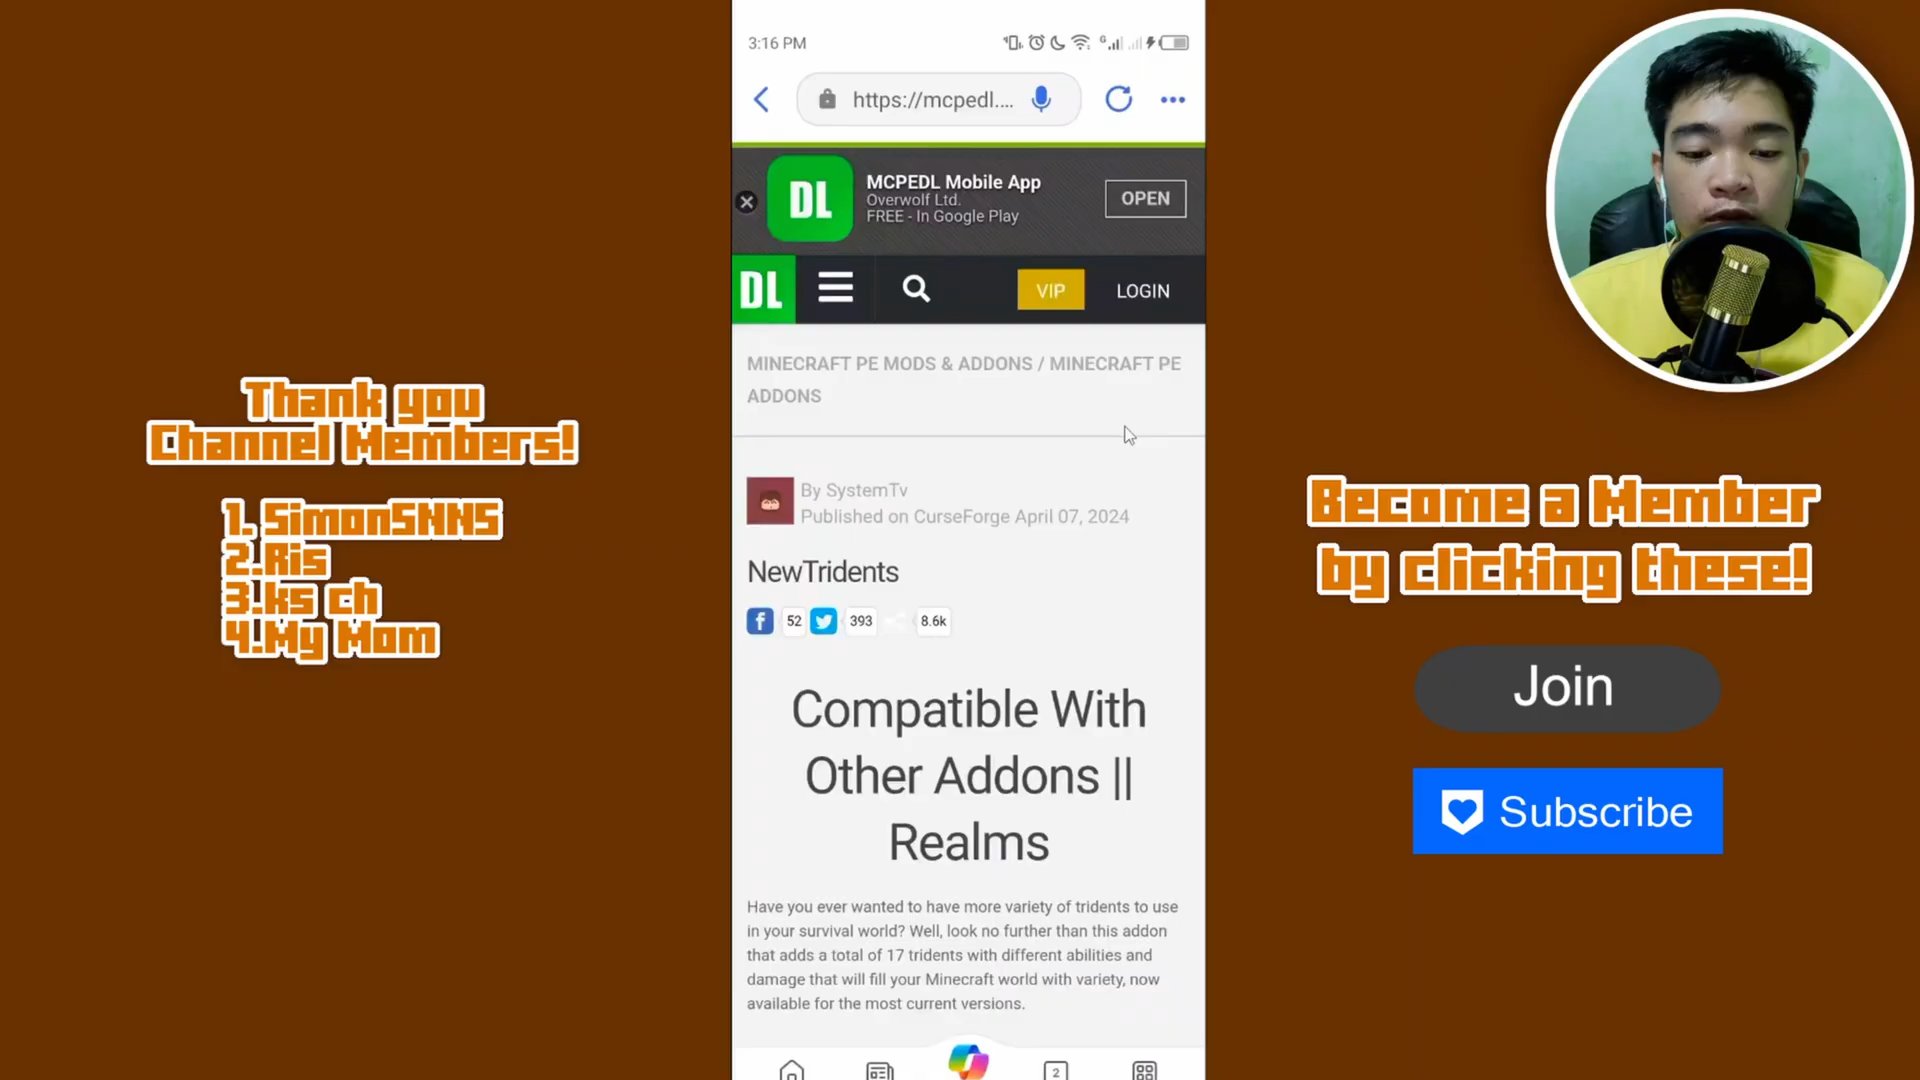 3:16 PM
https://mcpedl....
DL
MCPEDL Mobile App
Overwolf Ltd.
FREE - In Google Play
OPEN
DL
VIP
LOGIN
MINECRAFT PE MODS & ADDONS / MINECRAFT PE
ADDONS
By SystemTv
Published on CurseForge April 07, 2024
NewTridents
52
393
8.6k
Compatible With
Other Addons ||
Realms
Have you ever wanted to have more variety of tridents to use
in your survival world? Well, look no further than this addon
that adds a total of 17 tridents with different abilities and
damage that will fill your Minecraft world with variety, now
available for the most current versions.
2
Thank you
Channel Members!
1. SimonSNNS
2.Ris
3.ks ch
4.My Mom
Become a Member
by clicking these!
Join
Subscribe